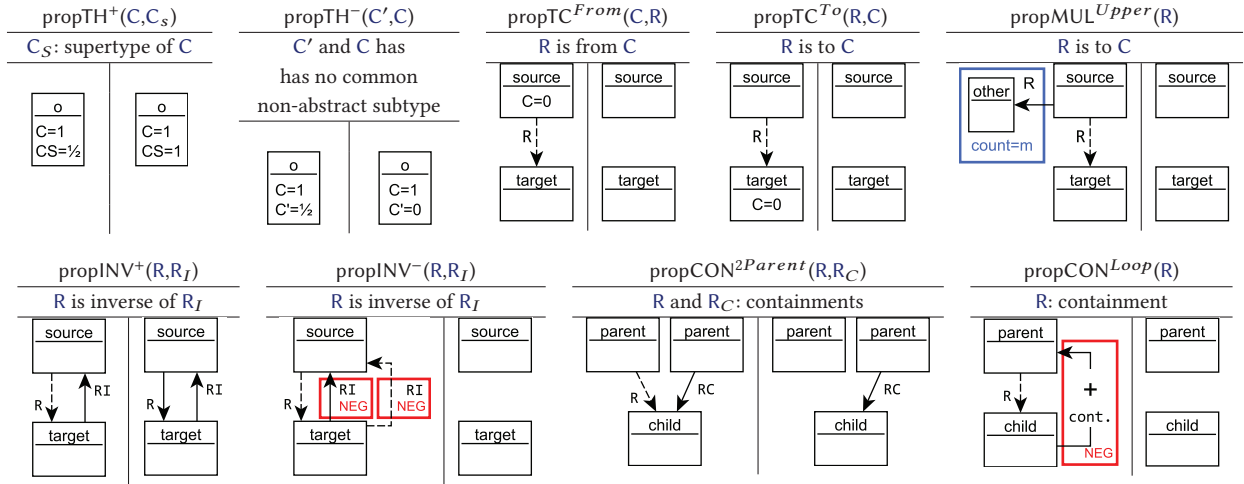 propTH⁺(C,Cₛ)
C_S: supertype of C
o
C=1
CS=½
o
C=1
CS=1
propTH⁻(C′,C)
C′ and C has
has no common
non-abstract subtype
o
C=1
C'=½
o
C=1
C'=0
propTC^From(C,R)
R is from C
source
C=0
R
target
source
target
propTC^To(R,C)
R is to C
source
R
target
C=0
source
target
propMUL^Upper(R)
R is to C
other
count=m
R
source
R
target
source
target
propINV⁺(R,R_I)
R is inverse of R_I
source
R
RI
target
source
R
RI
target
propINV⁻(R,R_I)
R is inverse of R_I
source
R
RI
NEG
RI
NEG
target
source
target
propCON^2Parent(R,R_C)
R and R_C: containments
parent
parent
R
RC
child
parent
parent
RC
child
propCON^Loop(R)
R: containment
parent
R
child
+
cont.
NEG
parent
child